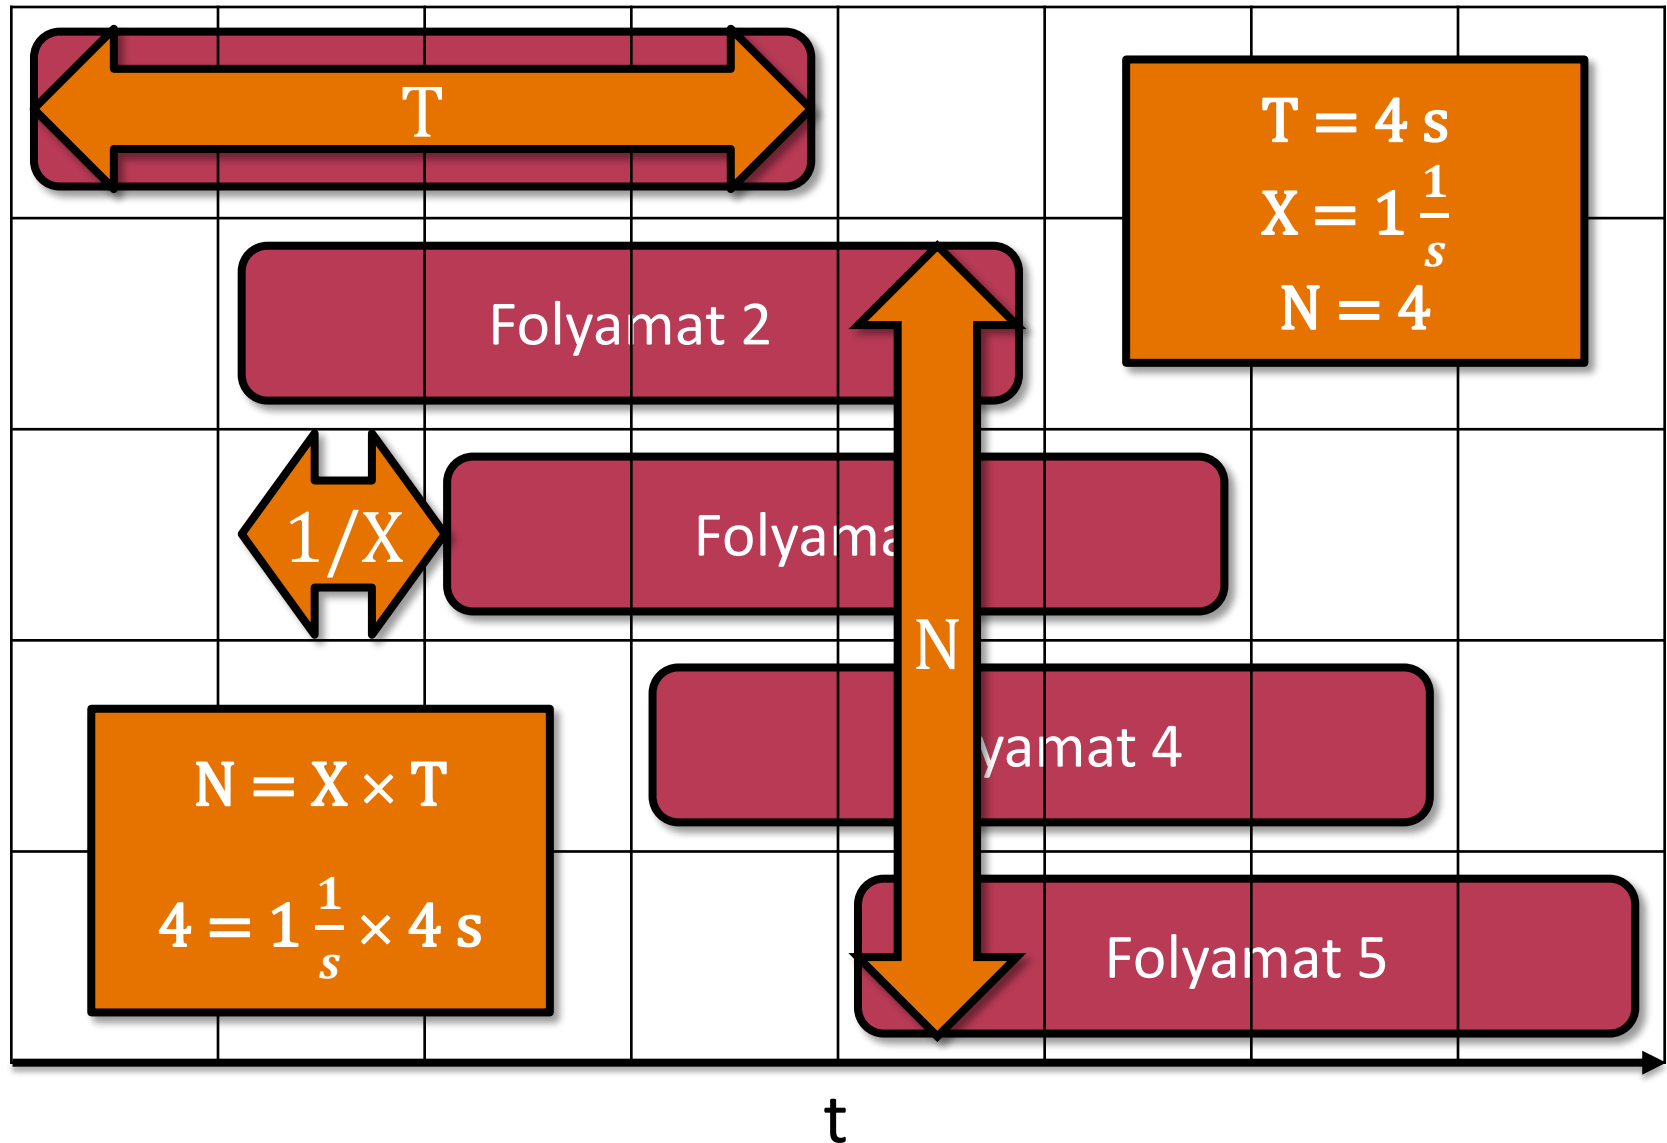 T
T = 4 s
X = 1 1/s
N = 4
Folyamat 2
1/X
Folyama
N
yamat 4
N = X × T
4 = 1 1/s × 4 s
Folyamat 5
t